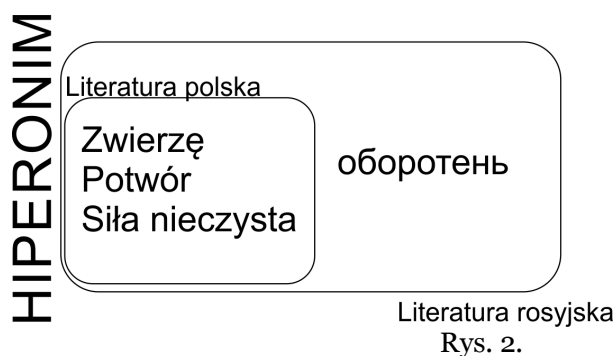 HIPERONIM
Literatura polska
Zwierzę
Potwór
Siła nieczysta
оборотень
Literatura rosyjska
Rys. 2.